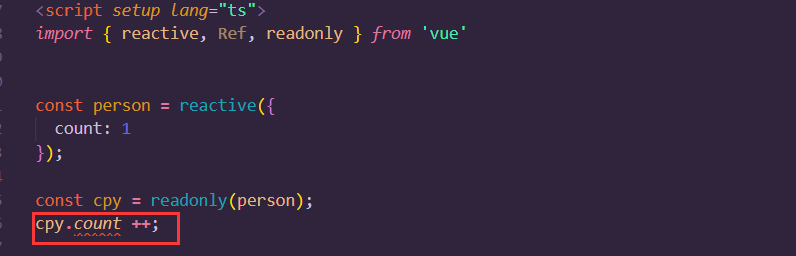 <script setup lang="ts">
import { reactive, Ref, readonly } from 'vue'
const person = reactive({
count: 1
});
const cpy = readonly(person);
cpy.count ++;